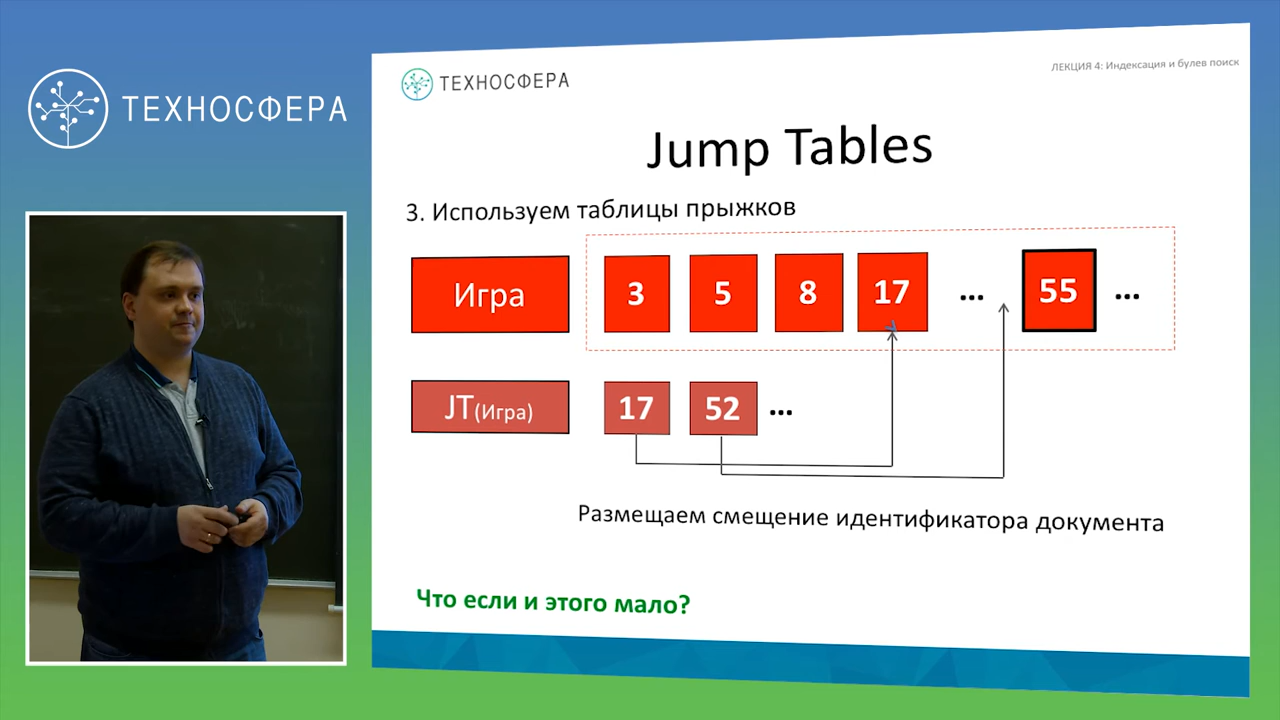 ТЕХНОСФЕРА
ТЕХНОСФЕРА
ЛЕКЦИЯ 4: Индексация и булев поиск
Jump Tables
3. Используем таблицы прыжков
Игра 3 5 8 17 ... 55 ...
JT(Игра) 17 52 ...
Размещаем смещение идентификатора документа
Что если и этого мало?